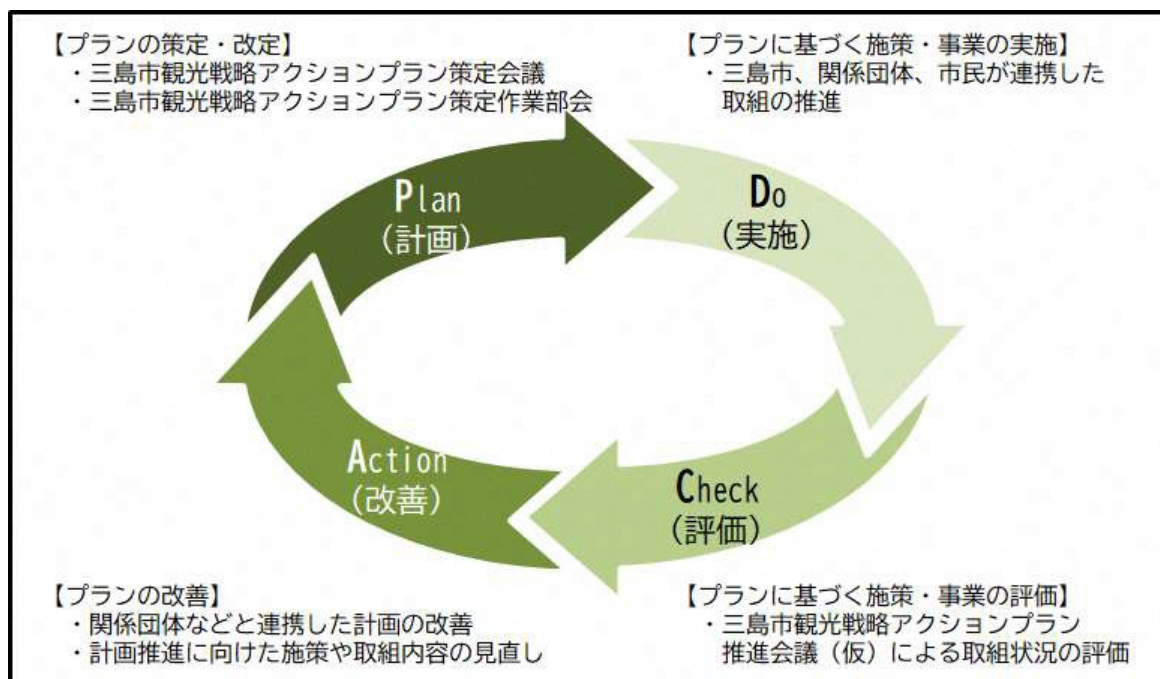 【プランの策定・改定】
・三島市観光戦略アクションプラン策定会議
・三島市観光戦略アクションプラン策定作業部会
【プランに基づく施策・事業の実施】
・三島市、関係団体、市民が連携した
取組の推進
Plan
(計画)
Do
(実施)
Action
(改善)
Check
(評価)
【プランの改善】
・関係団体などと連携した計画の改善
・計画推進に向けた施策や取組内容の見直し
【プランに基づく施策・事業の評価】
・三島市観光戦略アクションプラン
推進会議（仮）による取組状況の評価